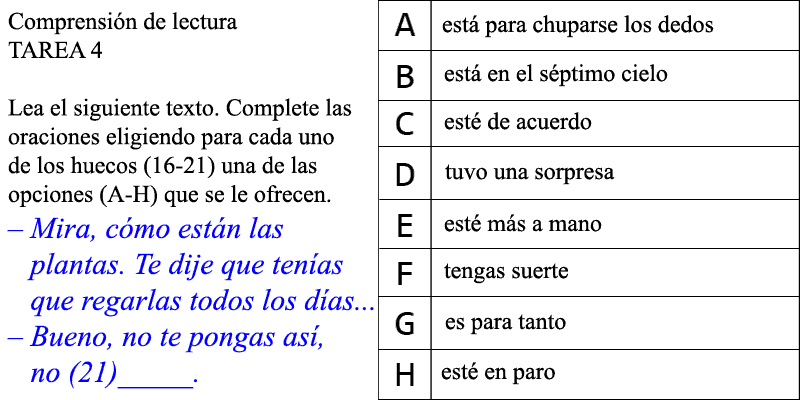 Comprensión de lectura
TAREA 4
Lea el siguiente texto. Complete las
oraciones eligiendo para cada uno
de los huecos (16-21) una de las
opciones (A-H) que se le ofrecen.
– Mira, cómo están las
plantas. Te dije que tenías
que regarlas todos los días...
– Bueno, no te pongas así,
no (21)_____.
A está para chuparse los dedos
B está en el séptimo cielo
C esté de acuerdo
D tuvo una sorpresa
E esté más a mano
F tengas suerte
G es para tanto
H esté en paro